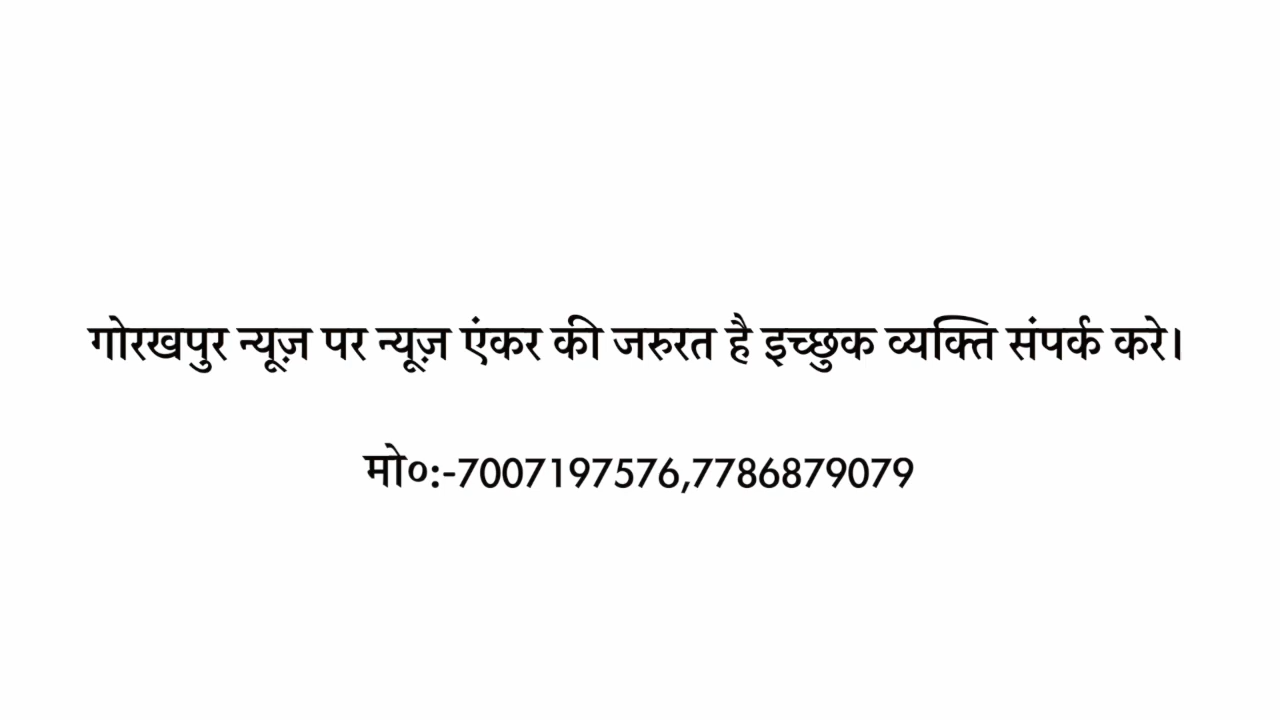 गोरखपुर न्यूज़ पर न्यूज़ एंकर की जरुरत है इच्छुक व्यक्ति संपर्क करे।
मो०:-7007197576,7786879079